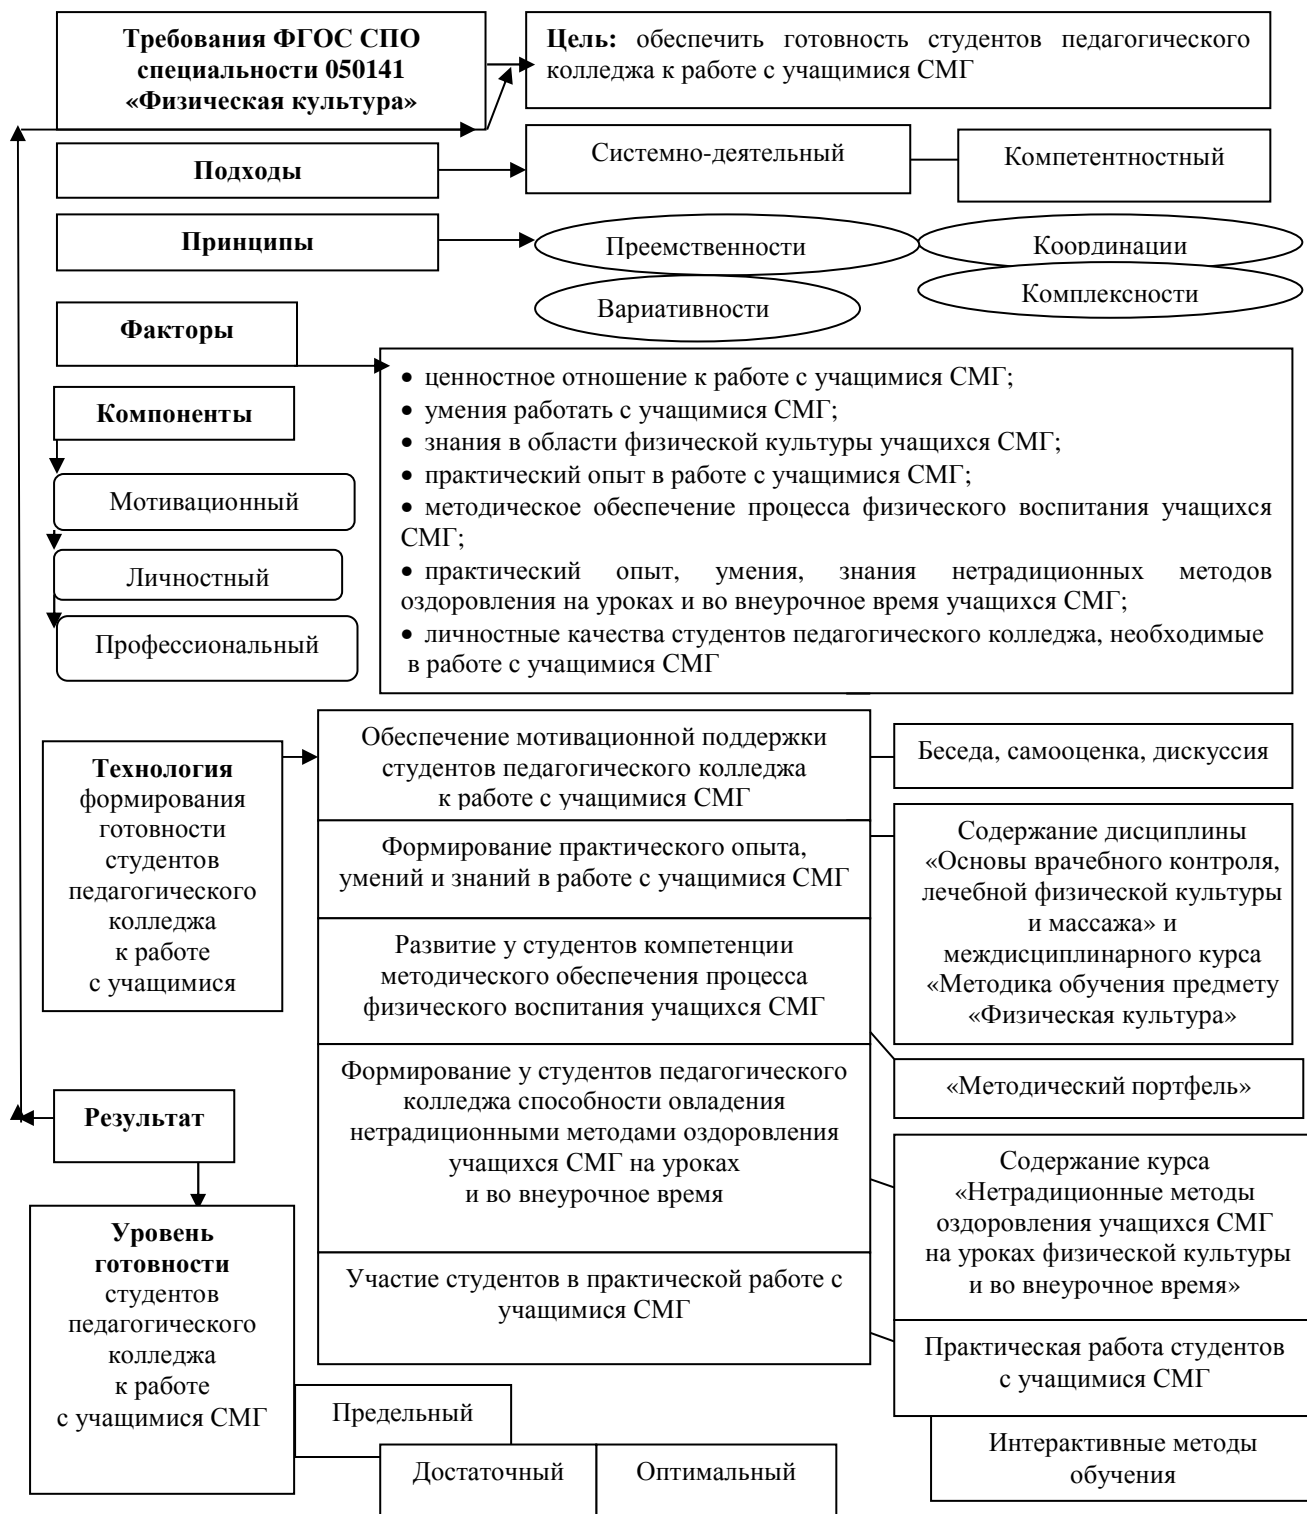 Требования ФГОС СПО
специальности 050141
«Физическая культура»
Цель: обеспечить готовность студентов педагогического
колледжа к работе с учащимися СМГ
Подходы
Системно-деятельный
Компетентностный
Принципы
Преемственности
Координации
Вариативности
Комплексности
Факторы
• ценностное отношение к работе с учащимися СМГ;
• умения работать с учащимися СМГ;
• знания в области физической культуры учащихся СМГ;
• практический опыт в работе с учащимися СМГ;
• методическое обеспечение процесса физического воспитания учащихся
СМГ;
• практический опыт, умения, знания нетрадиционных методов
оздоровления на уроках и во внеурочное время учащихся СМГ;
• личностные качества студентов педагогического колледжа, необходимые
в работе с учащимися СМГ
Компоненты
Мотивационный
Личностный
Профессиональный
Технология
формирования
готовности
студентов
педагогического
колледжа
к работе
с учащимися
Обеспечение мотивационной поддержки
студентов педагогического колледжа
к работе с учащимися СМГ
Беседа, самооценка, дискуссия
Формирование практического опыта,
умений и знаний в работе с учащимися СМГ
Содержание дисциплины
«Основы врачебного контроля,
лечебной физической культуры
и массажа» и
междисциплинарного курса
«Методика обучения предмету
«Физическая культура»
Развитие у студентов компетенции
методического обеспечения процесса
физического воспитания учащихся СМГ
«Методический портфель»
Формирование у студентов педагогического
колледжа способности овладения
нетрадиционными методами оздоровления
учащихся СМГ на уроках
и во внеурочное время
Содержание курса
«Нетрадиционные методы
оздоровления учащихся СМГ
на уроках физической культуры
и во внеурочное время»
Участие студентов в практической работе с
учащимися СМГ
Практическая работа студентов
с учащимися СМГ
Интерактивные методы
обучения
Результат
Уровень
готовности
студентов
педагогического
колледжа
к работе
с учащимися СМГ
Предельный
Достаточный
Оптимальный